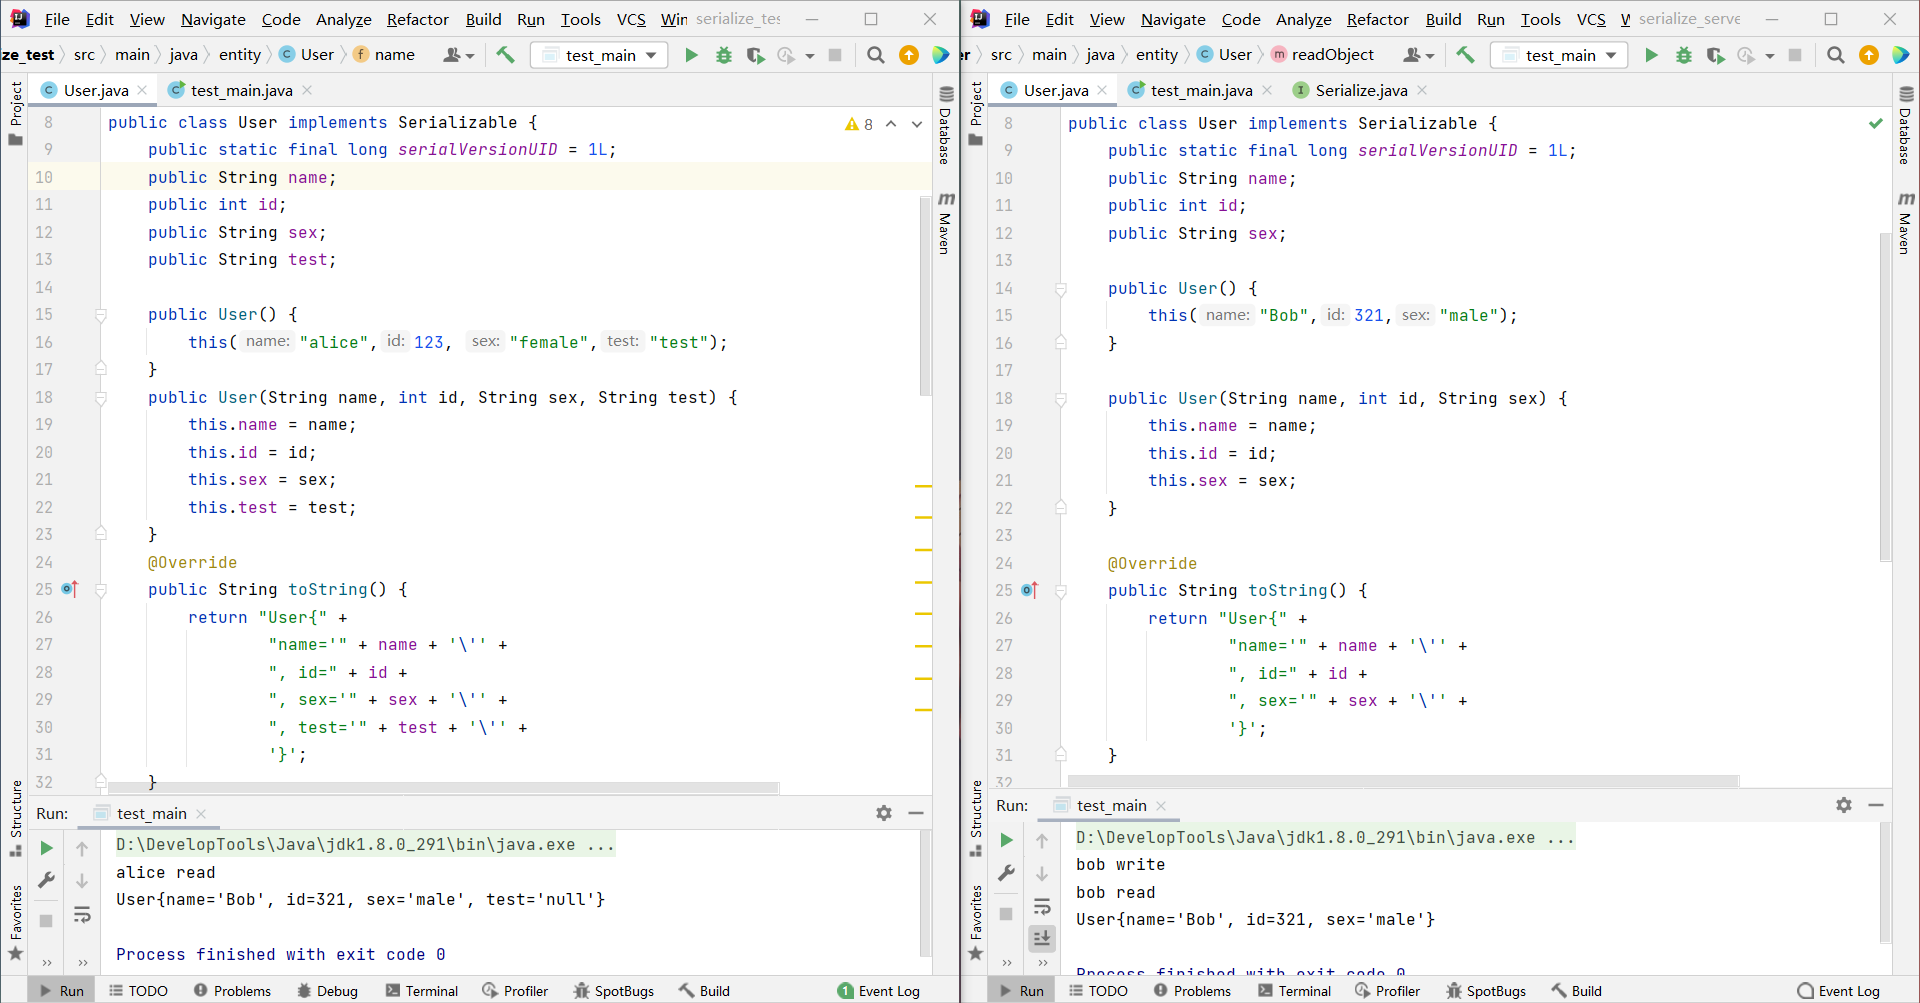 File Edit View Navigate Code Analyze Refactor Build Run Tools VCS Win serialize_tes
ze_test src main java entity User name test_main
Project
User.java test_main.java
8 public class User implements Serializable { 8
9 public static final long serialVersionUID = 1L;
10 public String name;
11 public int id;
12 public String sex;
13 public String test;
14
15 public User() {
16 this( name: "alice", id: 123, sex: "female", test: "test");
17 }
18 public User(String name, int id, String sex, String test) {
19 this.name = name;
20 this.id = id;
21 this.sex = sex;
22 this.test = test;
23 }
24 @Override
25 public String toString() {
26 return "User{" +
27 "name='" + name + '\'' +
28 ", id=" + id +
29 ", sex='" + sex + '\'' +
30 ", test='" + test + '\'' +
31 '}';
32 }
Database
Maven
Structure
Favorites
Run: test_main
D:\DevelopTools\Java\jdk1.8.0_291\bin\java.exe ...
alice read
User{name='Bob', id=321, sex='male', test='null'}
Process finished with exit code 0
Run TODO Problems Debug Terminal Profiler SpotBugs Build 1 Event Log
File Edit View Navigate Code Analyze Refactor Build Run Tools VCS W serialize_serve
er src main java entity User readObject test_main
Project
User.java test_main.java Serialize.java
8 public class User implements Serializable {
9 public static final long serialVersionUID = 1L;
10 public String name;
11 public int id;
12 public String sex;
13
14 public User() {
15 this( name: "Bob", id: 321, sex: "male");
16 }
17
18 public User(String name, int id, String sex) {
19 this.name = name;
20 this.id = id;
21 this.sex = sex;
22 }
23
24 @Override
25 public String toString() {
26 return "User{" +
27 "name='" + name + '\'' +
28 ", id=" + id +
29 ", sex='" + sex + '\'' +
30 '}';
31 }
32
Database
Maven
Structure
Favorites
Run: test_main
D:\DevelopTools\Java\jdk1.8.0_291\bin\java.exe ...
bob write
bob read
User{name='Bob', id=321, sex='male'}
Process finished with exit code 0
Run TODO Problems Terminal Profiler SpotBugs Build Event Log